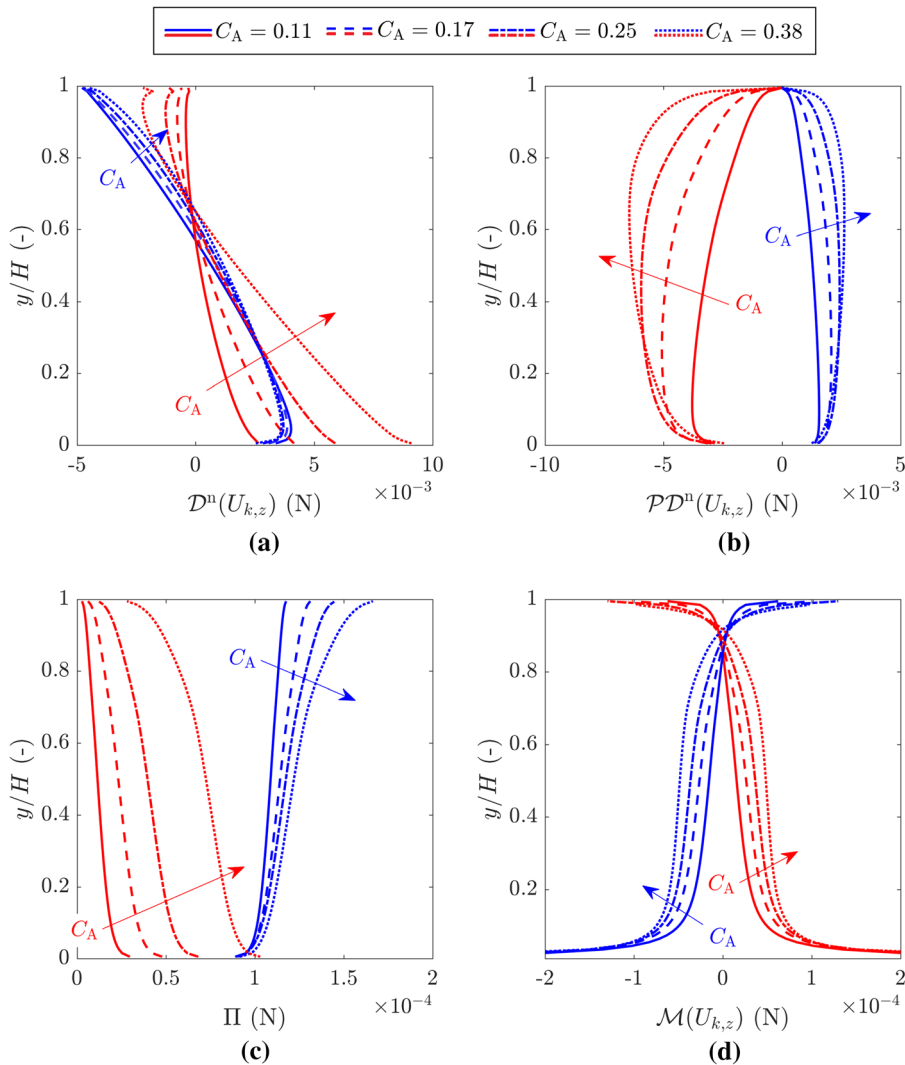 C_A = 0.11 C_A = 0.17 C_A = 0.25 C_A = 0.38
1
0.8
0.6
0.4
0.2
0
y/H (-)
C_A
C_A
-5 0 5 10
×10^-3
𝒟^n(U_{k,z}) (N)
(a)
1
0.8
0.6
0.4
0.2
0
y/H (-)
C_A
C_A
-10 -5 0 5
×10^-3
𝒫𝒟^n(U_{k,z}) (N)
(b)
1
0.8
0.6
0.4
0.2
0
y/H (-)
C_A
C_A
0 0.5 1 1.5 2
×10^-4
Π (N)
(c)
1
0.8
0.6
0.4
0.2
y/H (-)
C_A
C_A
-2 -1 0 1 2
×10^-4
ℳ(U_{k,z}) (N)
(d)